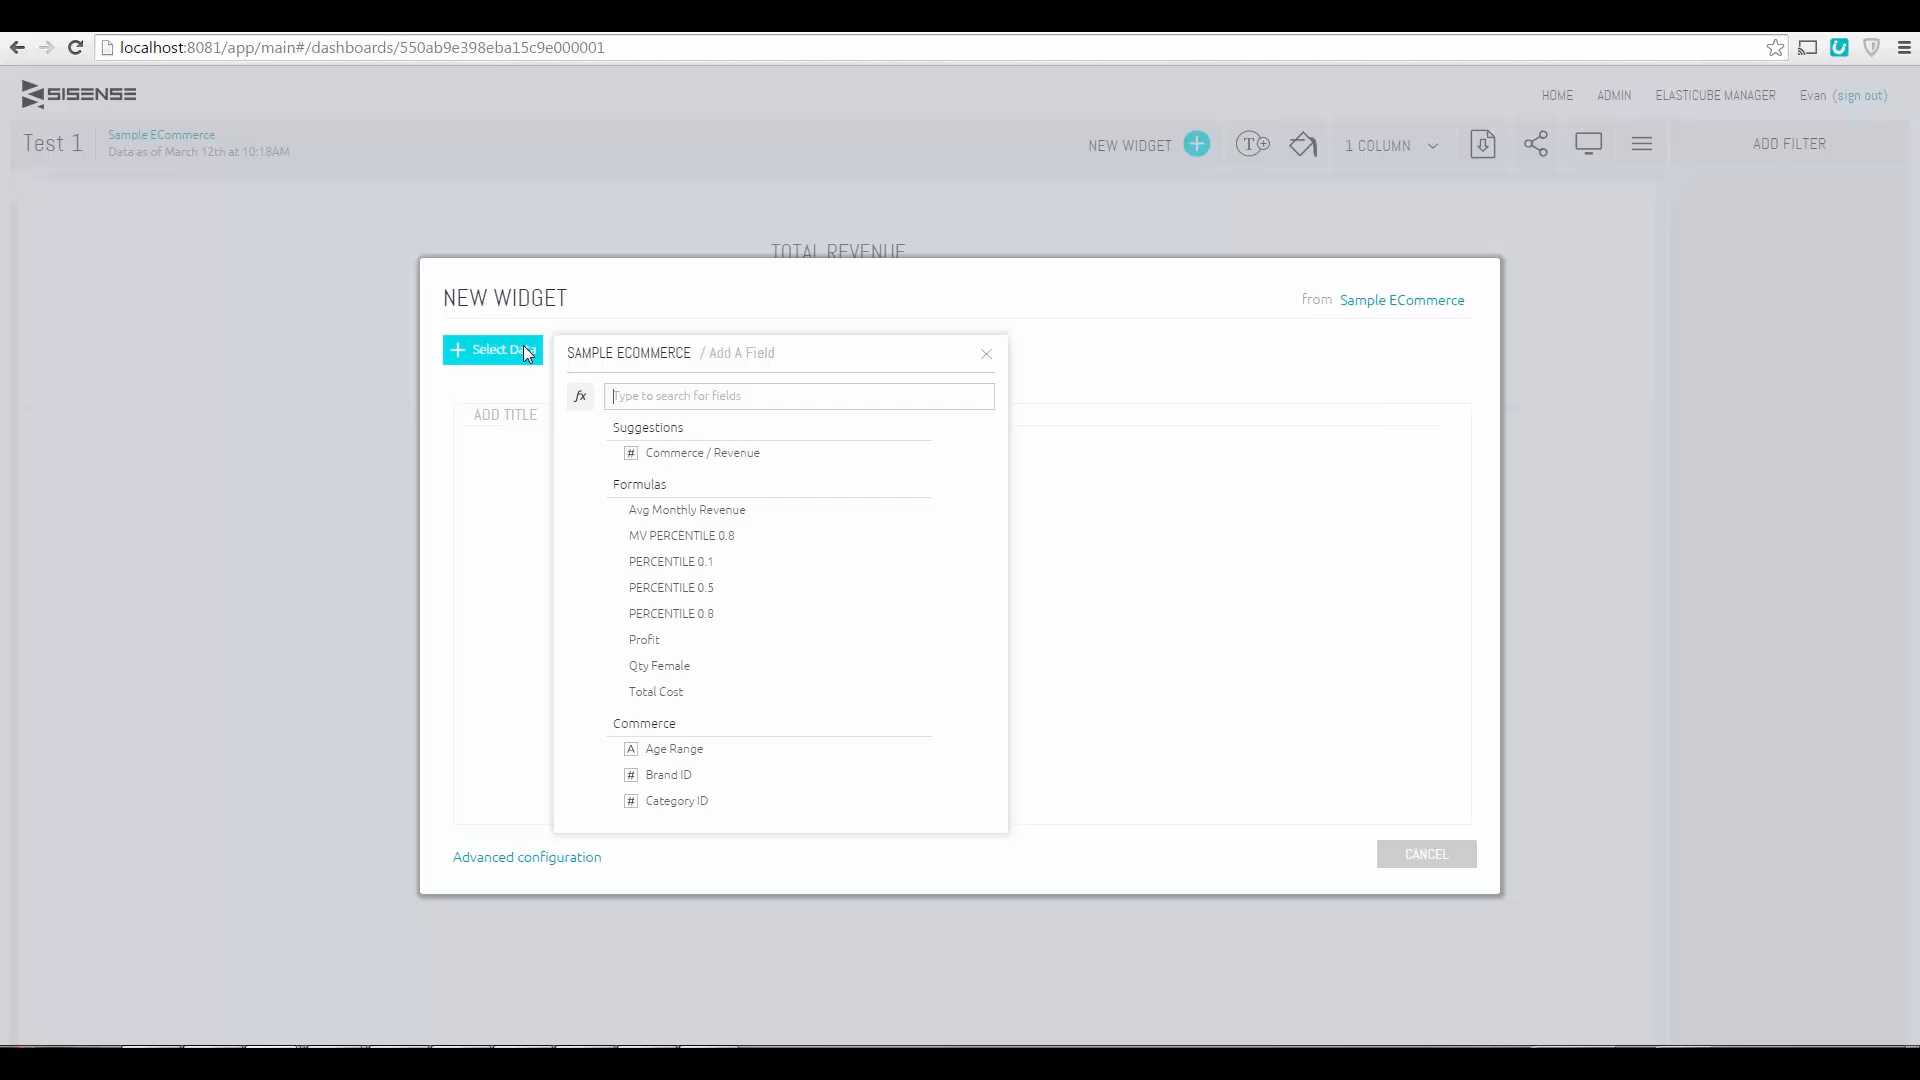 localhost:8081/app/main#/dashboards/550ab9e398eba15c9e000001
SISENSE
HOME ADMIN ELASTICUBE MANAGER Evan (sign out)
Test 1
Sample ECommerce
Data as of March 12th at 10:18AM
NEW WIDGET
T
1 COLUMN
ADD FILTER
TOTAL REVENUE
NEW WIDGET
from Sample ECommerce
Select Data
SAMPLE ECOMMERCE / Add A Field
fx
Type to search for fields
ADD TITLE
Suggestions
# Commerce / Revenue
Formulas
Avg Monthly Revenue
MV PERCENTILE 0.8
PERCENTILE 0.1
PERCENTILE 0.5
PERCENTILE 0.8
Profit
Qty Female
Total Cost
Commerce
A Age Range
# Brand ID
# Category ID
Advanced configuration
CANCEL